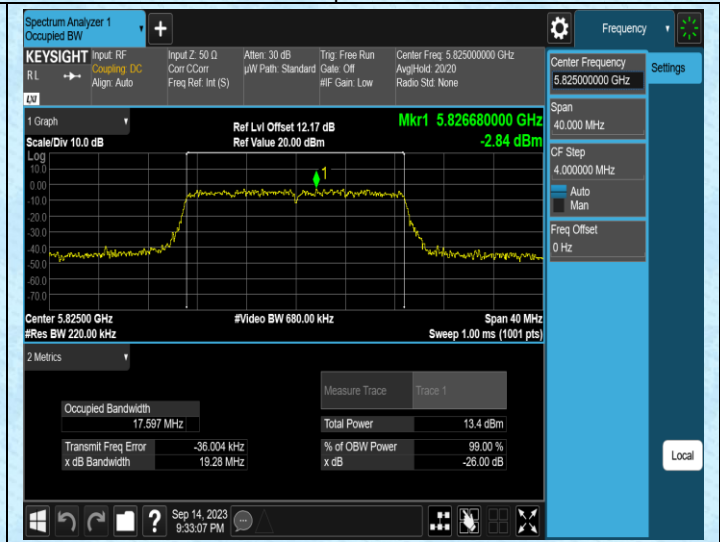 Spectrum Analyzer 1
Occupied BW
+
Frequency
KEYSIGHT
RL
LXI
Input: RF
Coupling: DC
Align: Auto
Input Z: 50 Ω
Corr CCorr
Freq Ref: Int (S)
Atten: 30 dB
µW Path: Standard
Trig: Free Run
Gate: Off
#IF Gain: Low
Center Freq: 5.825000000 GHz
Avg|Hold: 20/20
Radio Std: None
Center Frequency
5.825000000 GHz
Settings
Span
40.000 MHz
CF Step
4.000000 MHz
Auto
Man
Freq Offset
0 Hz
1 Graph
Scale/Div 10.0 dB
Ref Lvl Offset 12.17 dB
Ref Value 20.00 dBm
Mkr1 5.826680000 GHz
-2.84 dBm
Log
10.0
0.00
-10.0
-20.0
-30.0
-40.0
-50.0
-60.0
-70.0
1
Center 5.82500 GHz
#Res BW 220.00 kHz
#Video BW 680.00 kHz
Span 40 MHz
Sweep 1.00 ms (1001 pts)
2 Metrics
Measure Trace
Trace 1
Occupied Bandwidth
17.597 MHz
Total Power
13.4 dBm
Transmit Freq Error
-36.004 kHz
% of OBW Power
99.00 %
x dB Bandwidth
19.28 MHz
x dB
-26.00 dB
Local
?
Sep 14, 2023
9:33:07 PM